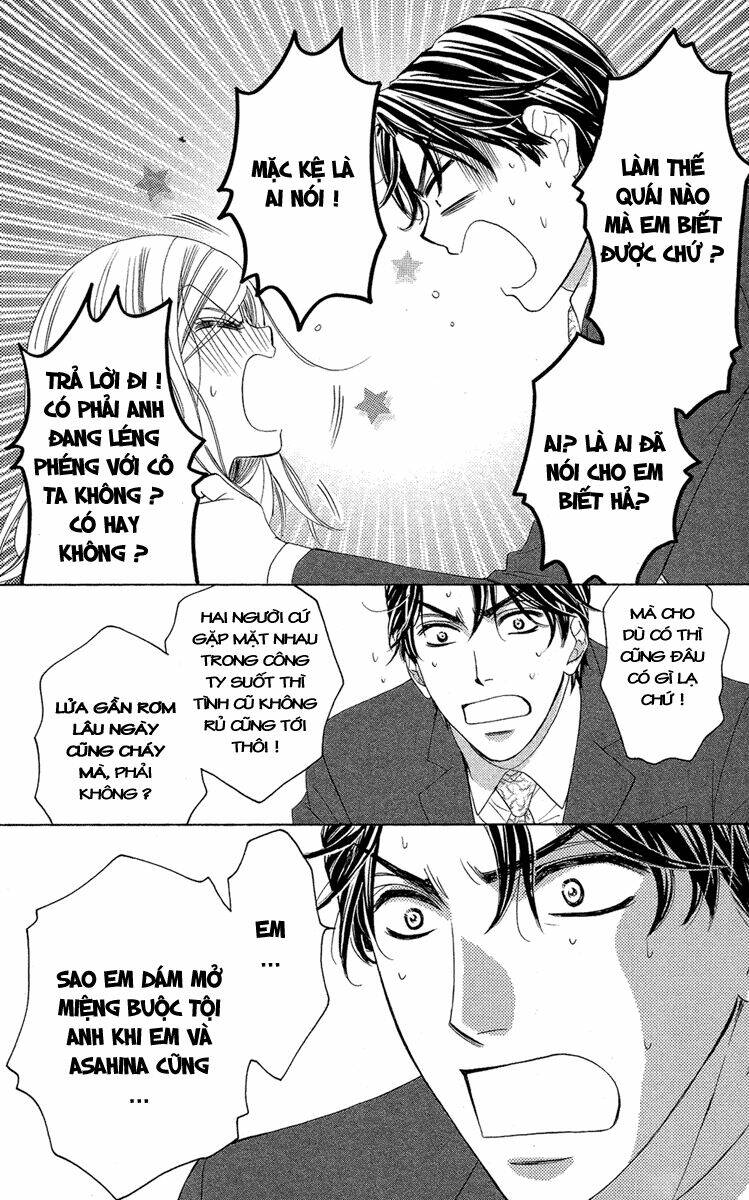 LÀM THẾ
QUÁI NÀO
MÀ EM BIẾT
ĐƯỢC CHỨ ?
AI? LÀ AI ĐÃ
NÓI CHO EM
BIẾT HẢ?
MẶC KỆ LÀ
AI NÓI !
TRẢ LỜI ĐI !
CÓ PHẢI ANH
ĐANG LÉNG
PHÉNG VỚI CÔ
TA KHÔNG ?
CÓ HAY
KHÔNG ?
MÀ CHO
DÙ CÓ THÌ
CŨNG ĐÂU
CÓ GÌ LẠ
CHỨ !
HAI NGƯỜI CỨ
GẶP MẶT NHAU
TRONG CÔNG
TY SUỐT THÌ
TÌNH CŨ KHÔNG
RỦ CŨNG TỚI
THÔI !
LỬA GẦN RƠM
LÂU NGÀY
CŨNG CHÁY
MÀ, PHẢI
KHÔNG ?
EM
...
SAO EM DÁM MỞ
MIỆNG BUỘC TỘI
ANH KHI EM VÀ
ASAHINA CŨNG
...